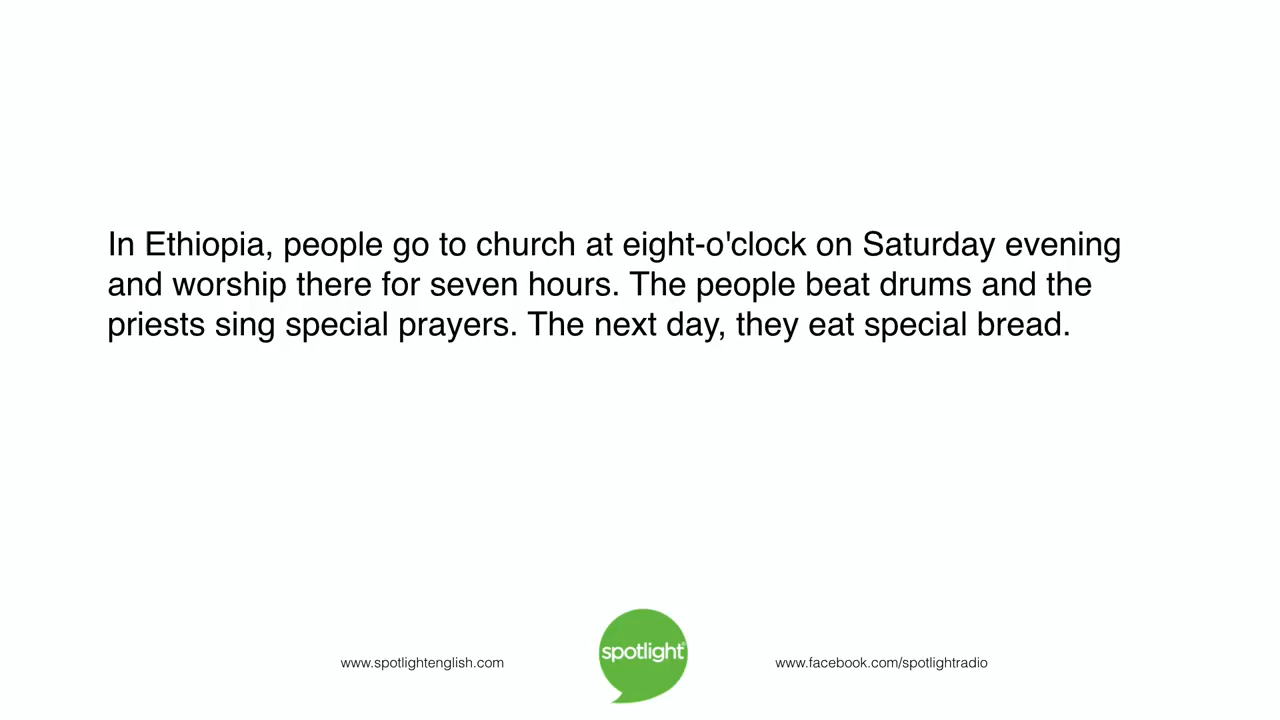 In Ethiopia, people go to church at eight-o'clock on Saturday evening
and worship there for seven hours. The people beat drums and the
priests sing special prayers. The next day, they eat special bread.
www.spotlightenglish.com
spotlight®
www.facebook.com/spotlightradio